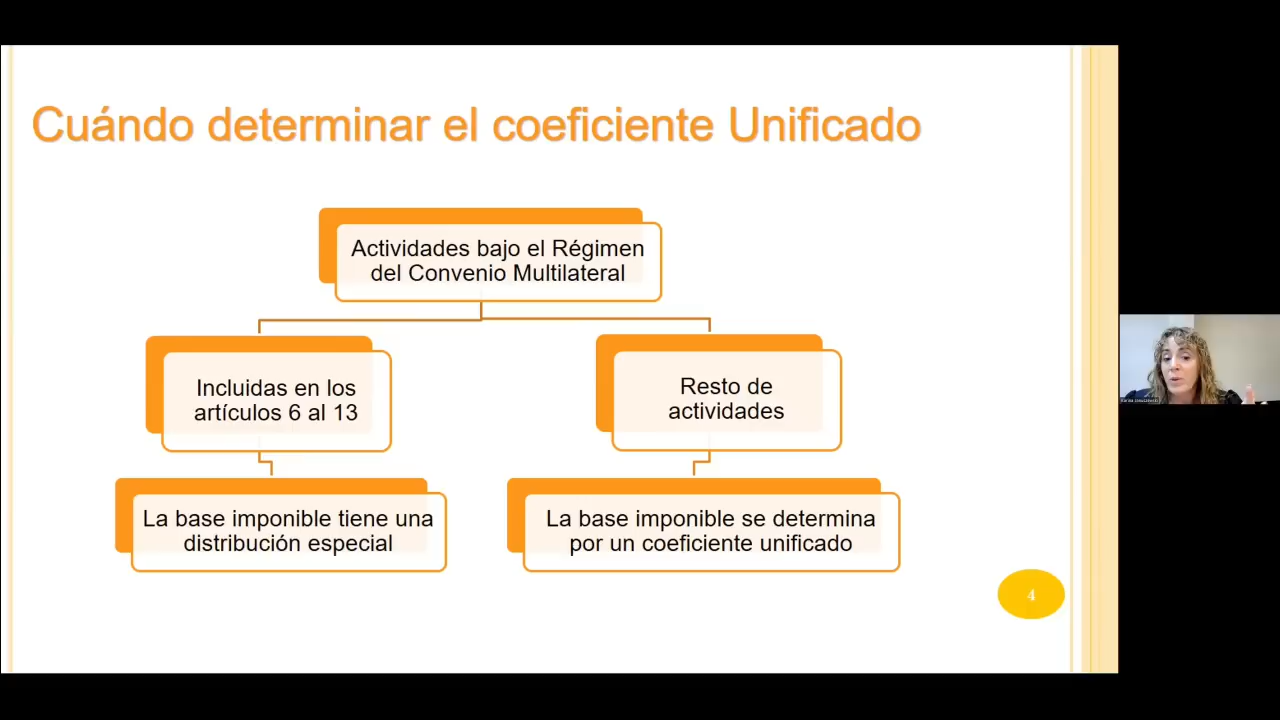 Cuándo determinar el coeficiente Unificado
Actividades bajo el Régimen
del Convenio Multilateral
Incluidas en los
artículos 6 al 13
Resto de
actividades
La base imponible tiene una
distribución especial
La base imponible se determina
por un coeficiente unificado
4